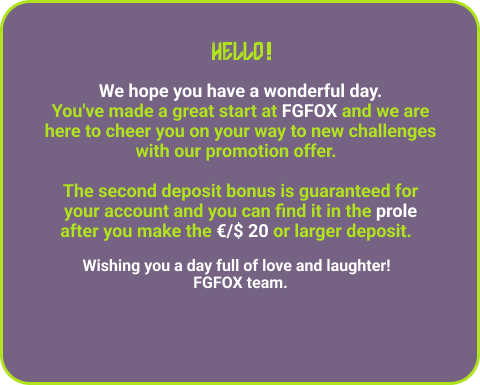 HELLO!
We hope you have a wonderful day.
You've made a great start at FGFOX and we are
here to cheer you on your way to new challenges
with our promotion offer.
The second deposit bonus is guaranteed for
your account and you can find it in the prole
after you make the €/$ 20 or larger deposit.
Wishing you a day full of love and laughter!
FGFOX team.